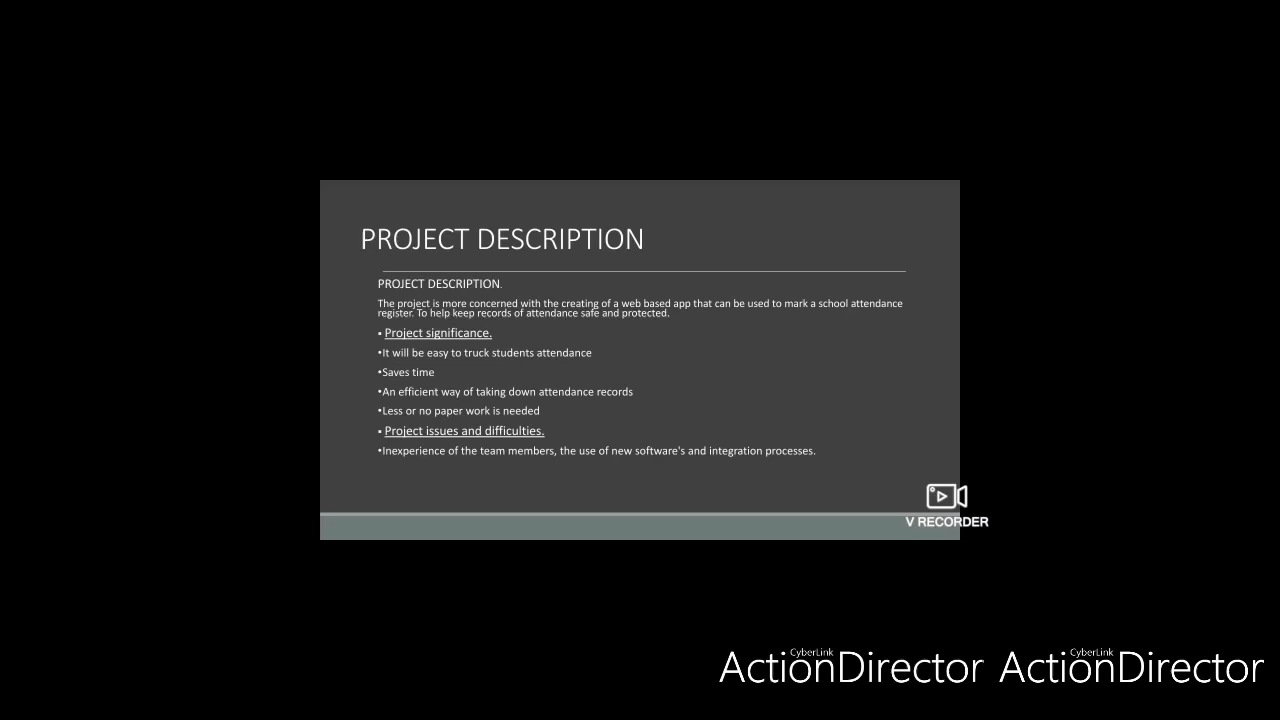 PROJECT DESCRIPTION
PROJECT DESCRIPTION.
The project is more concerned with the creating of a web based app that can be used to mark a school attendance
register. To help keep records of attendance safe and protected.
▪ Project significance.
•It will be easy to truck students attendance
•Saves time
•An efficient way of taking down attendance records
•Less or no paper work is needed
▪ Project issues and difficulties.
•Inexperience of the team members, the use of new software's and integration processes.
V RECORDER
CyberLink
ActionDirector
CyberLink
ActionDirector